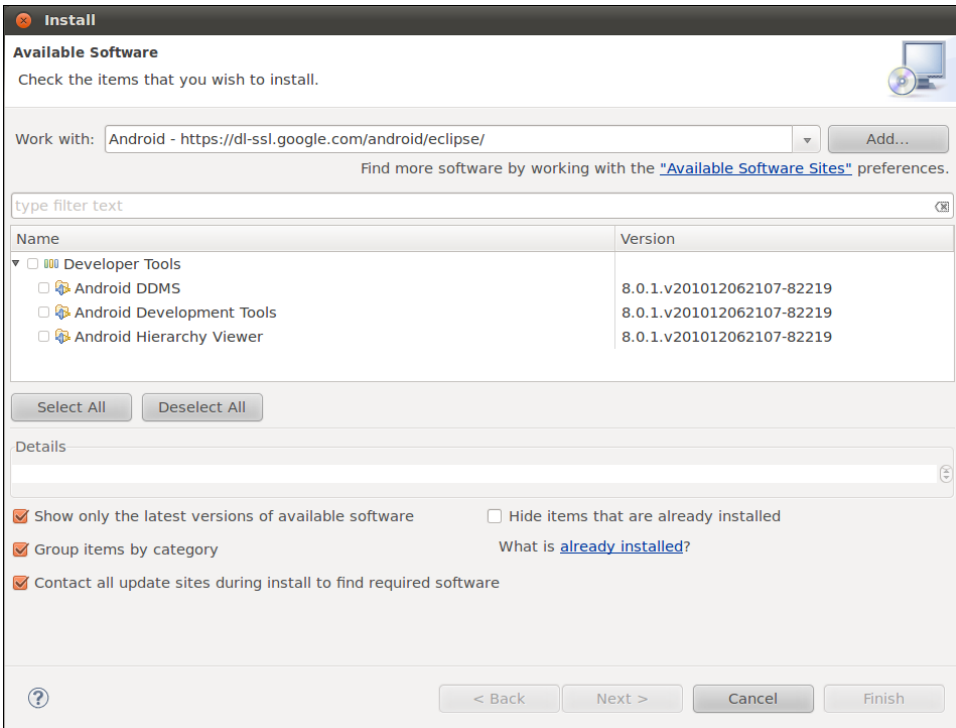 Install
Available Software
Check the items that you wish to install.
Work with: Android - https://dl-ssl.google.com/android/eclipse/ Add...
Find more software by working with the "Available Software Sites" preferences.
type filter text
Name Version
Developer Tools
Android DDMS 8.0.1.v201012062107-82219
Android Development Tools 8.0.1.v201012062107-82219
Android Hierarchy Viewer 8.0.1.v201012062107-82219
Select All Deselect All
Details
Show only the latest versions of available software Hide items that are already installed
Group items by category What is already installed?
Contact all update sites during install to find required software
? < Back Next > Cancel Finish